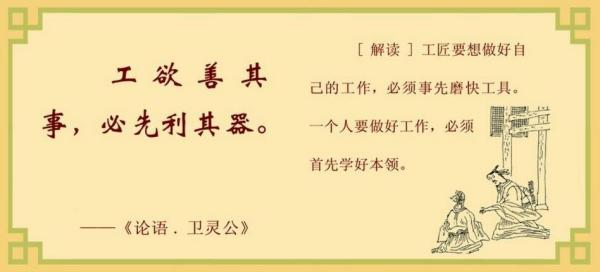 工欲善其
事，必先利其器。
——《论语．卫灵公》
［解读］工匠要想做好自
己的工作，必须事先磨快工具。
一个人要做好工作，必须
首先学好本领。